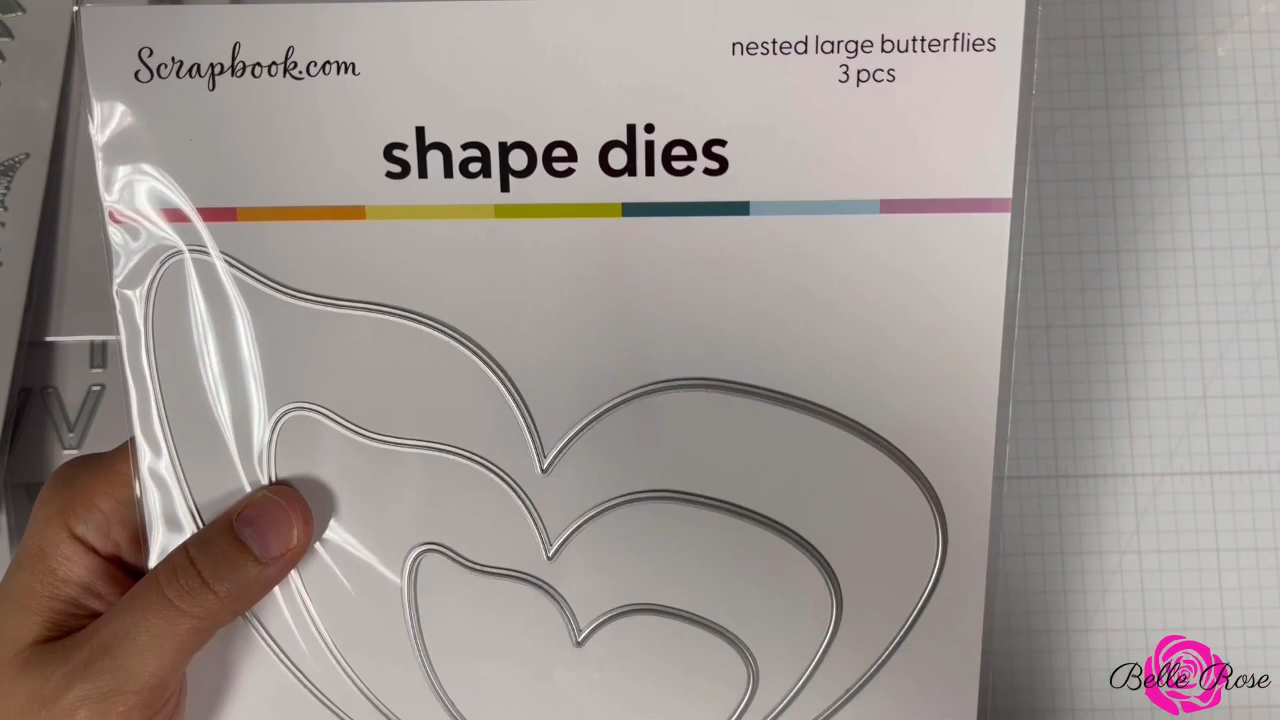 Scrapbook.com
nested large butterflies
3 pcs
shape dies
V
Belle Rose